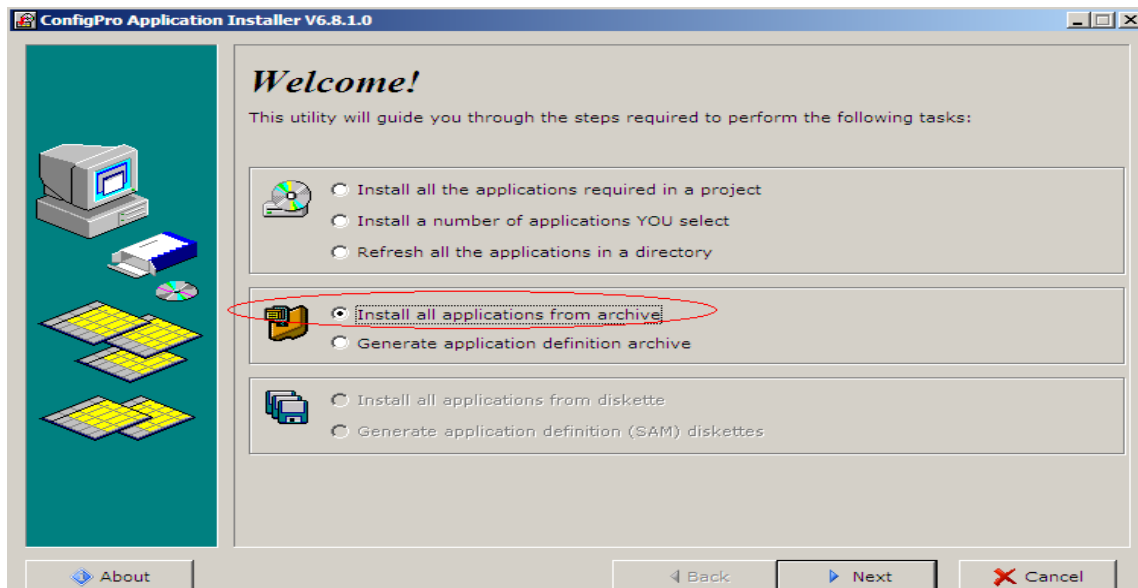 ConfigPro Application Installer V6.8.1.0
Welcome!
This utility will guide you through the steps required to perform the following tasks:
Install all the applications required in a project
Install a number of applications YOU select
Refresh all the applications in a directory
Install all applications from archive
Generate application definition archive
Install all applications from diskette
Generate application definition (SAM) diskettes
About
Back
Next
Cancel